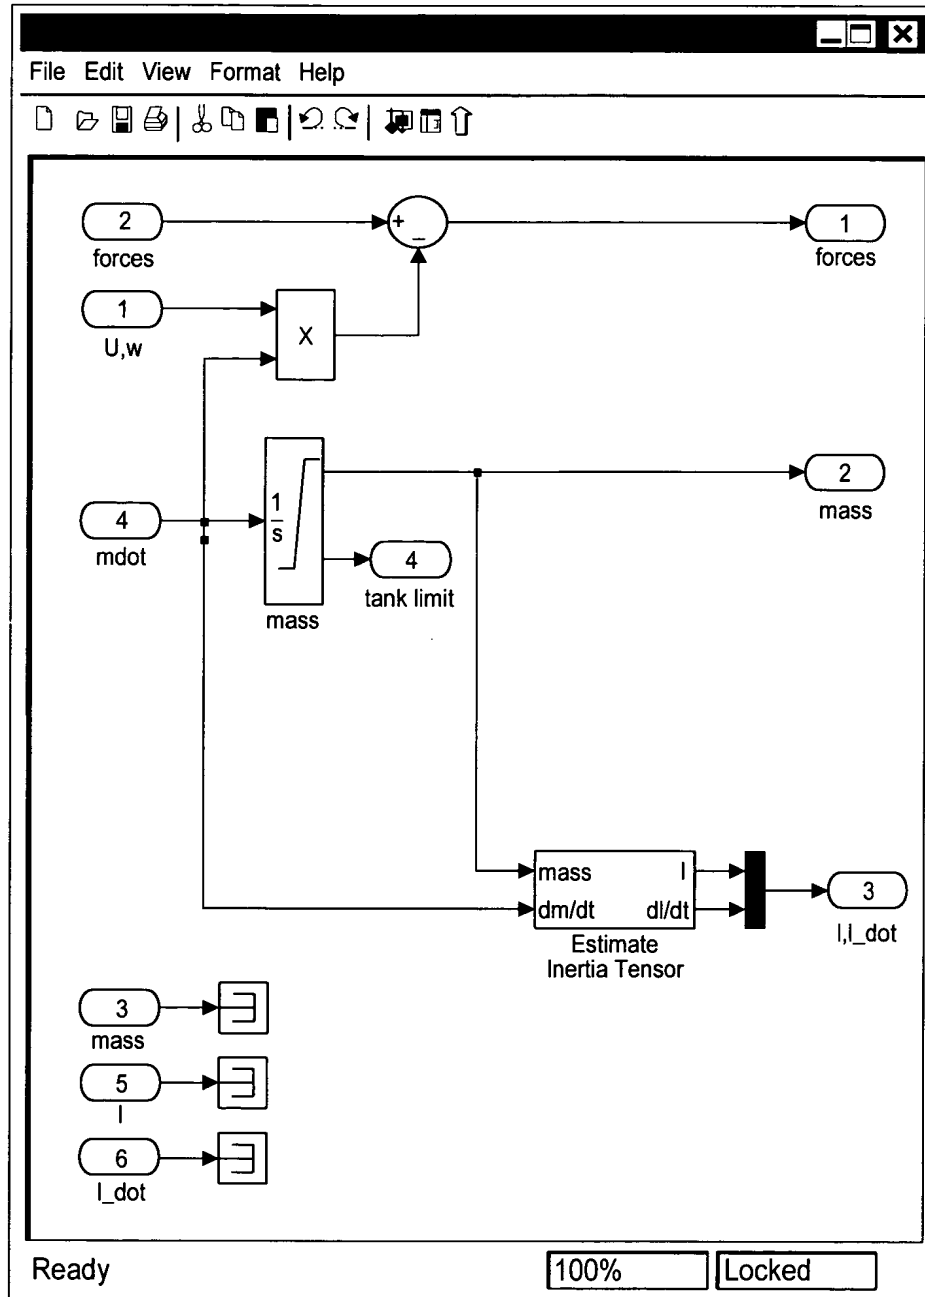 File Edit View Format Help
2
forces
+
_
1
forces
1
U,w
X
4
mdot
1
s
mass
4
tank limit
2
mass
mass I
dm/dt dI/dt
Estimate
Inertia Tensor
3
I,I_dot
3
mass
5
I
6
I_dot
Ready 100% Locked